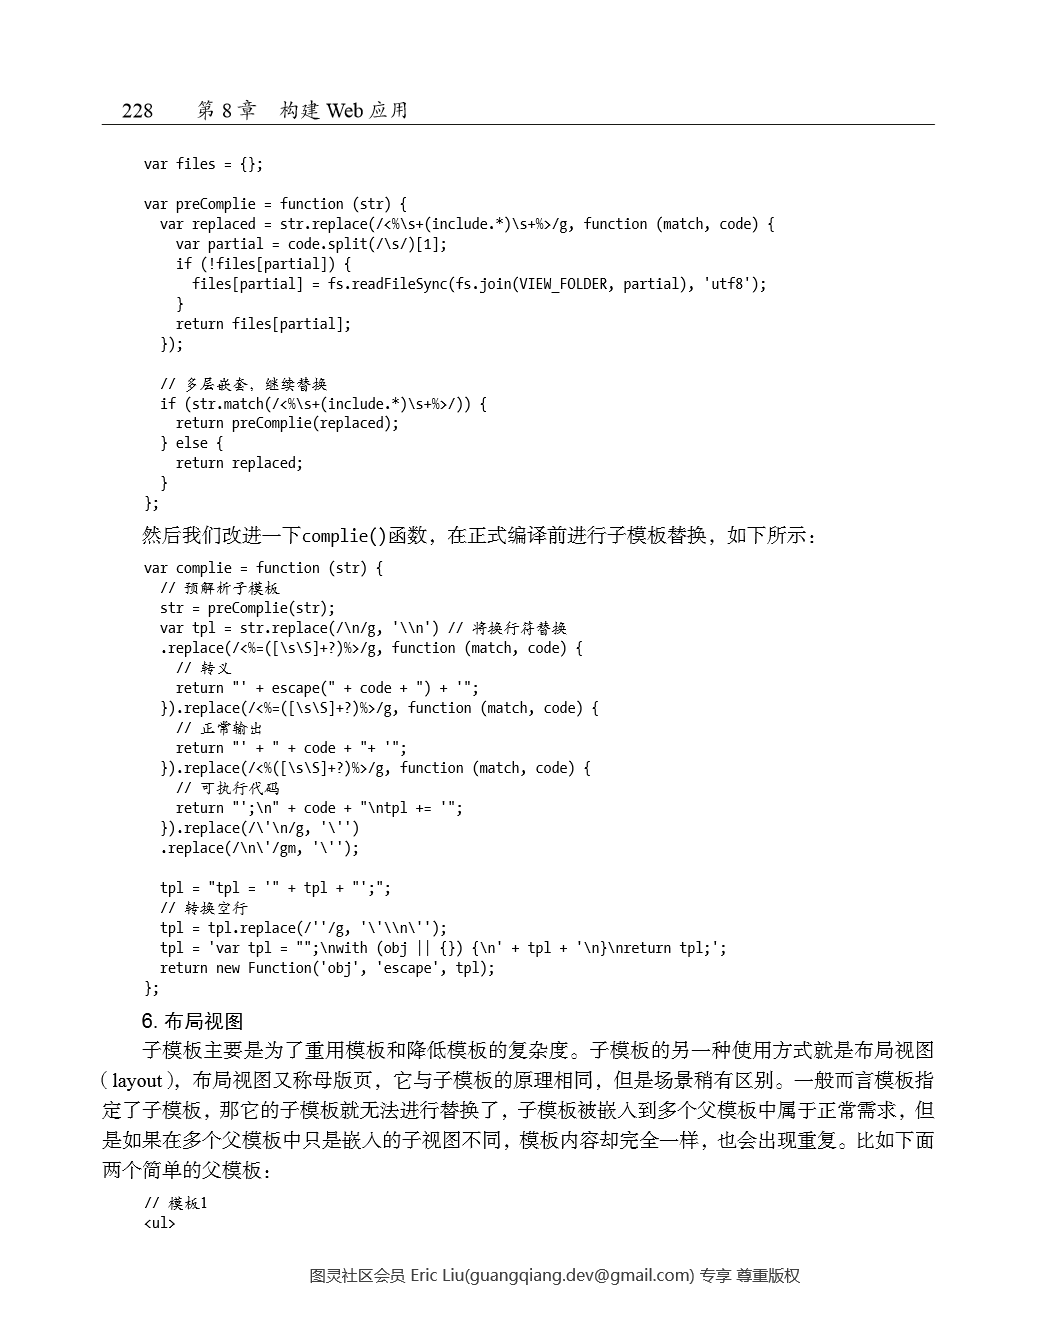 228 第 8 章 构建 Web 应用
var files = {};
var preComplie = function (str) {
  var replaced = str.replace(/<%\s+(include.*)\s+%>/g, function (match, code) {
    var partial = code.split(/\s/)[1];
    if (!files[partial]) {
      files[partial] = fs.readFileSync(fs.join(VIEW_FOLDER, partial), 'utf8');
    }
    return files[partial];
  });
  // 多层嵌套，继续替换
  if (str.match(/<%\s+(include.*)\s+%>/)) {
    return preComplie(replaced);
  } else {
    return replaced;
  }
};
然后我们改进一下complie()函数，在正式编译前进行子模板替换，如下所示：
var complie = function (str) {
  // 预解析子模板
  str = preComplie(str);
  var tpl = str.replace(/\n/g, '\\n') // 将换行符替换
  .replace(/<%=([\s\S]+?)%>/g, function (match, code) {
    // 转义
    return "' + escape(" + code + ") + '";
  }).replace(/<%=([\s\S]+?)%>/g, function (match, code) {
    // 正常输出
    return "' + " + code + "+ '";
  }).replace(/<%([\s\S]+?)%>/g, function (match, code) {
    // 可执行代码
    return "';\n" + code + "\ntpl += '";
  }).replace(/\'\n/g, '\'')
  .replace(/\n\'/gm, '\'');
  tpl = "tpl = '" + tpl + "';";
  // 转换空行
  tpl = tpl.replace(/''/g, '\'\\n\'');
  tpl = 'var tpl = "";\nwith (obj || {}) {\n' + tpl + '\n}\nreturn tpl;';
  return new Function('obj', 'escape', tpl);
};
6. 布局视图
子模板主要是为了重用模板和降低模板的复杂度。子模板的另一种使用方式就是布局视图
（layout），布局视图又称母版页，它与子模板的原理相同，但是场景稍有区别。一般而言模板指
定了子模板，那它的子模板就无法进行替换了，子模板被嵌入到多个父模板中属于正常需求，但
是如果在多个父模板中只是嵌入的子视图不同，模板内容却完全一样，也会出现重复。比如下面
两个简单的父模板：
// 模板1
<ul>
图灵社区会员 Eric Liu(guangqiang.dev@gmail.com) 专享 尊重版权